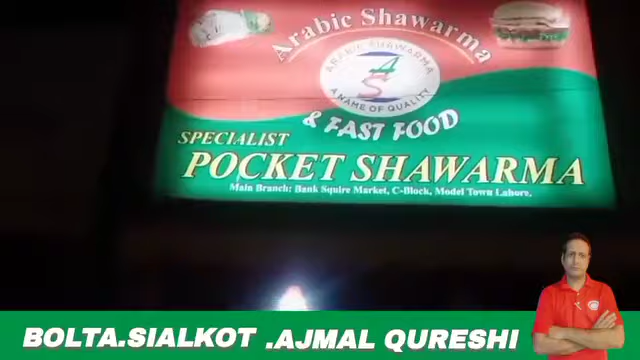 Arabic Shawarma
ARABIC SHAWARMA
AS
A NAME OF QUALITY
& FAST FOOD
SPECIALIST
POCKET SHAWARMA
Main Branch: Bank Squire Market, C-Block, Model Town Lahore.
BOLTA.SIALKOT .AJMAL QURESHI